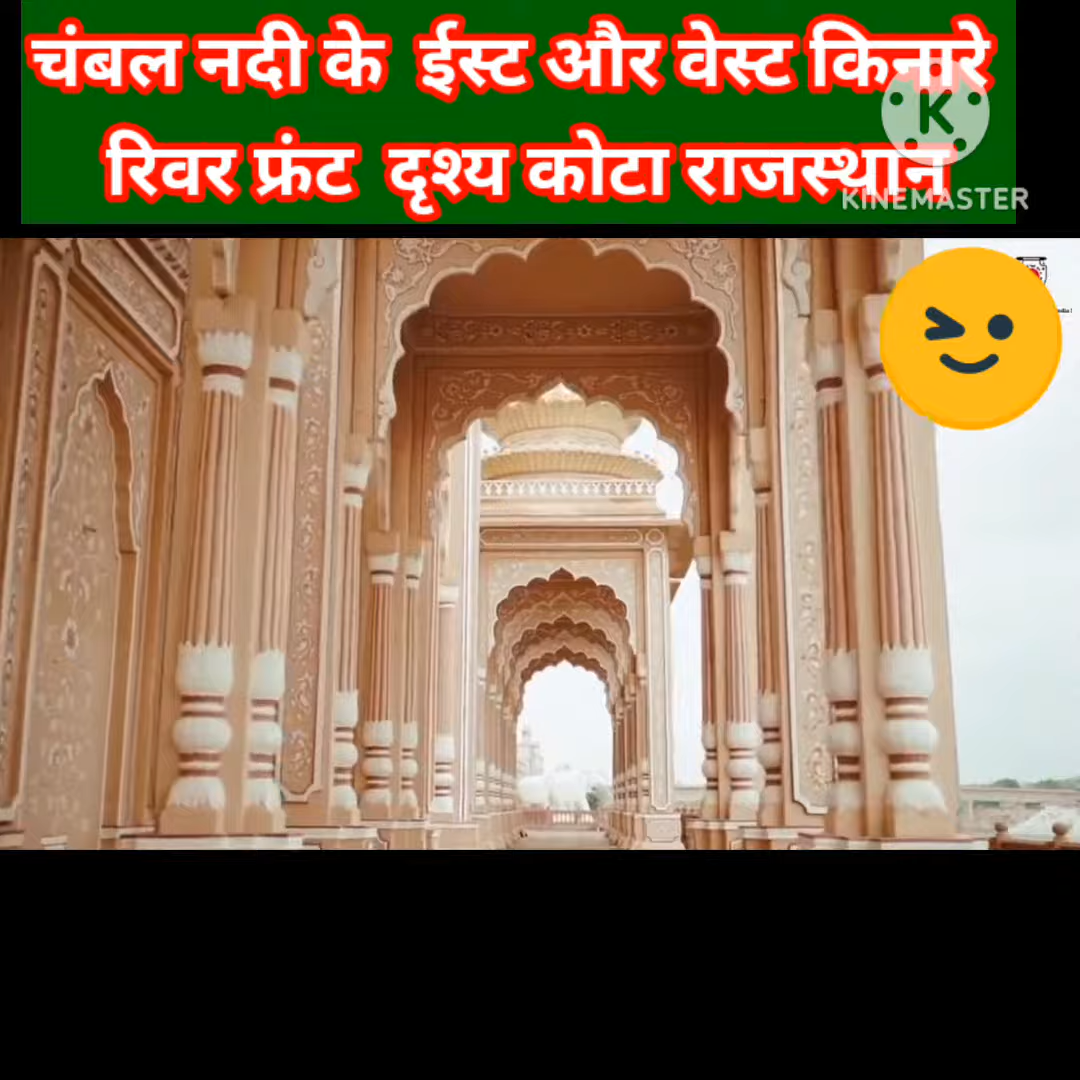 चंबल नदी के ईस्ट और वेस्ट किनारे
रिवर फ्रंट दृश्य कोटा राजस्थान
K
KINEMASTER